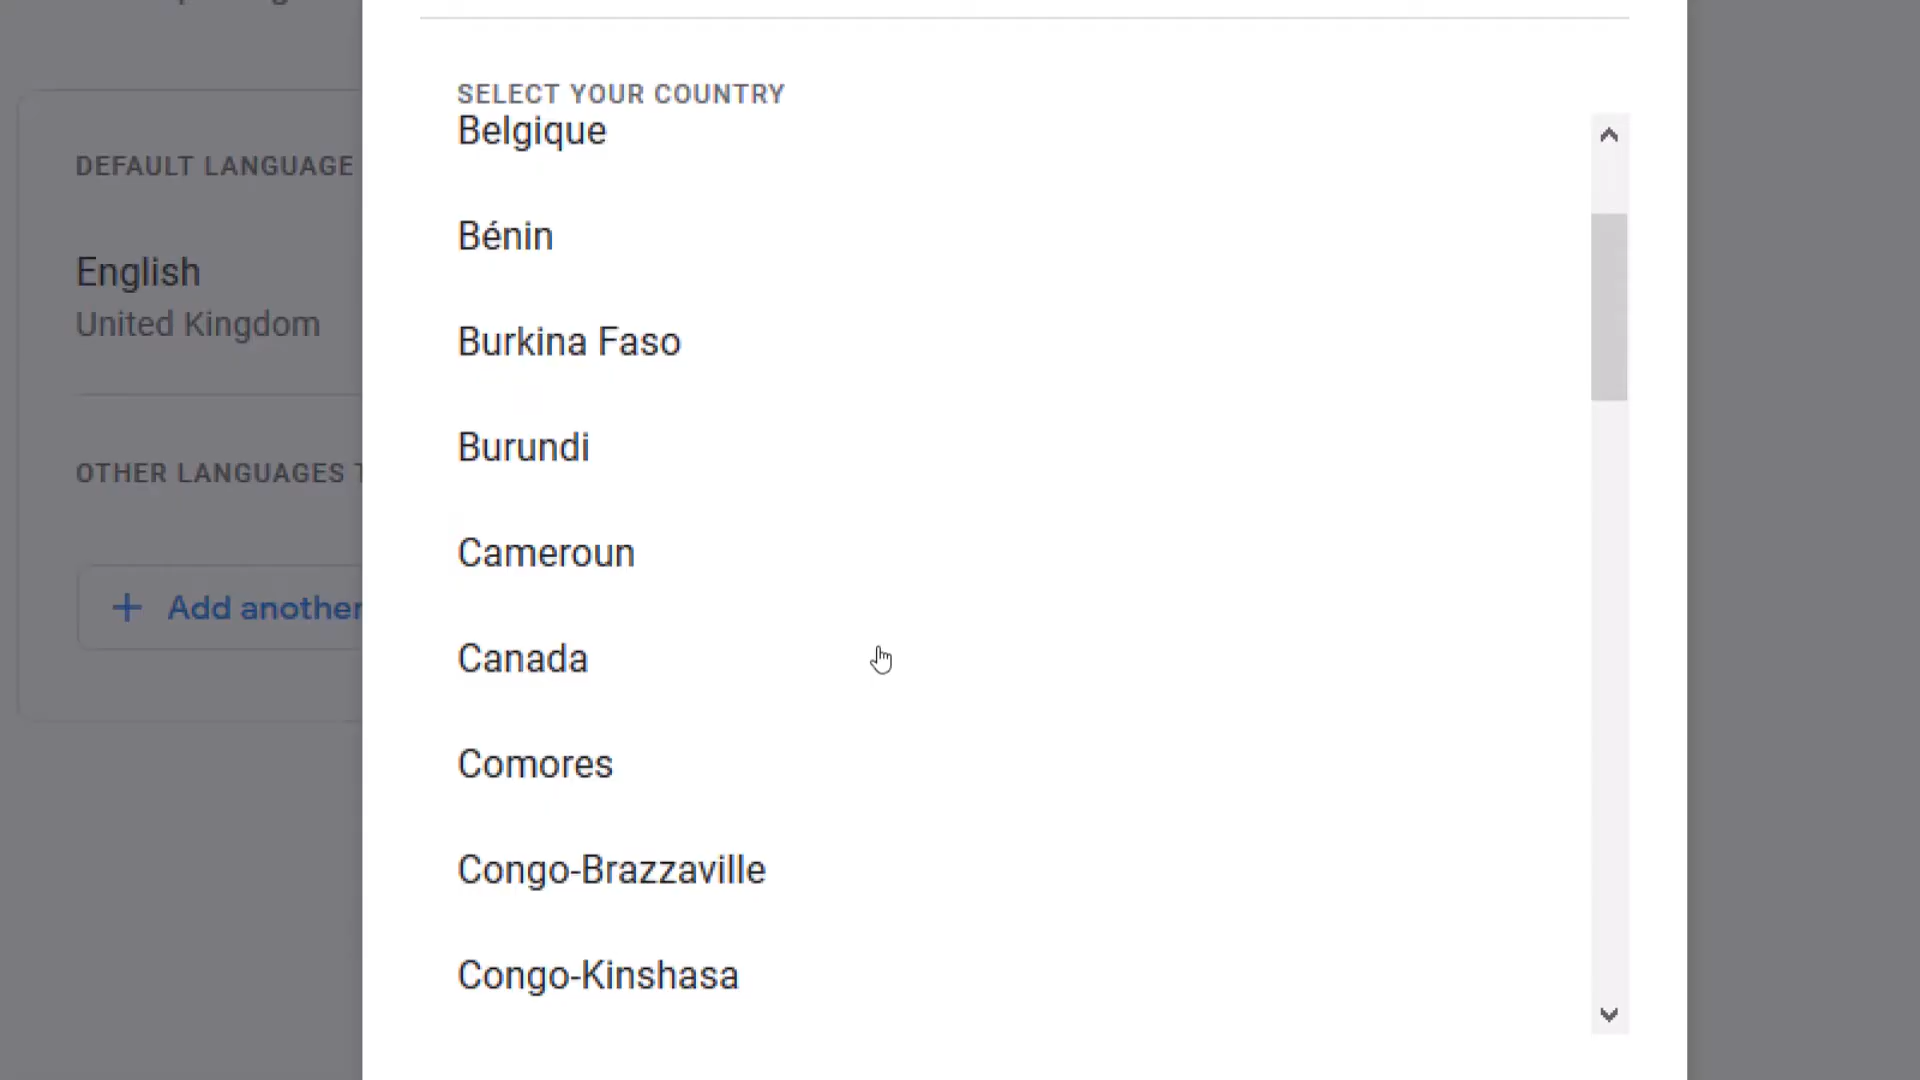 SELECT YOUR COUNTRY
Belgique
Bénin
Burkina Faso
Burundi
Cameroun
Canada
Comores
Congo-Brazzaville
Congo-Kinshasa
DEFAULT LANGUAGE
English
United Kingdom
OTHER LANGUAGES
+ Add another